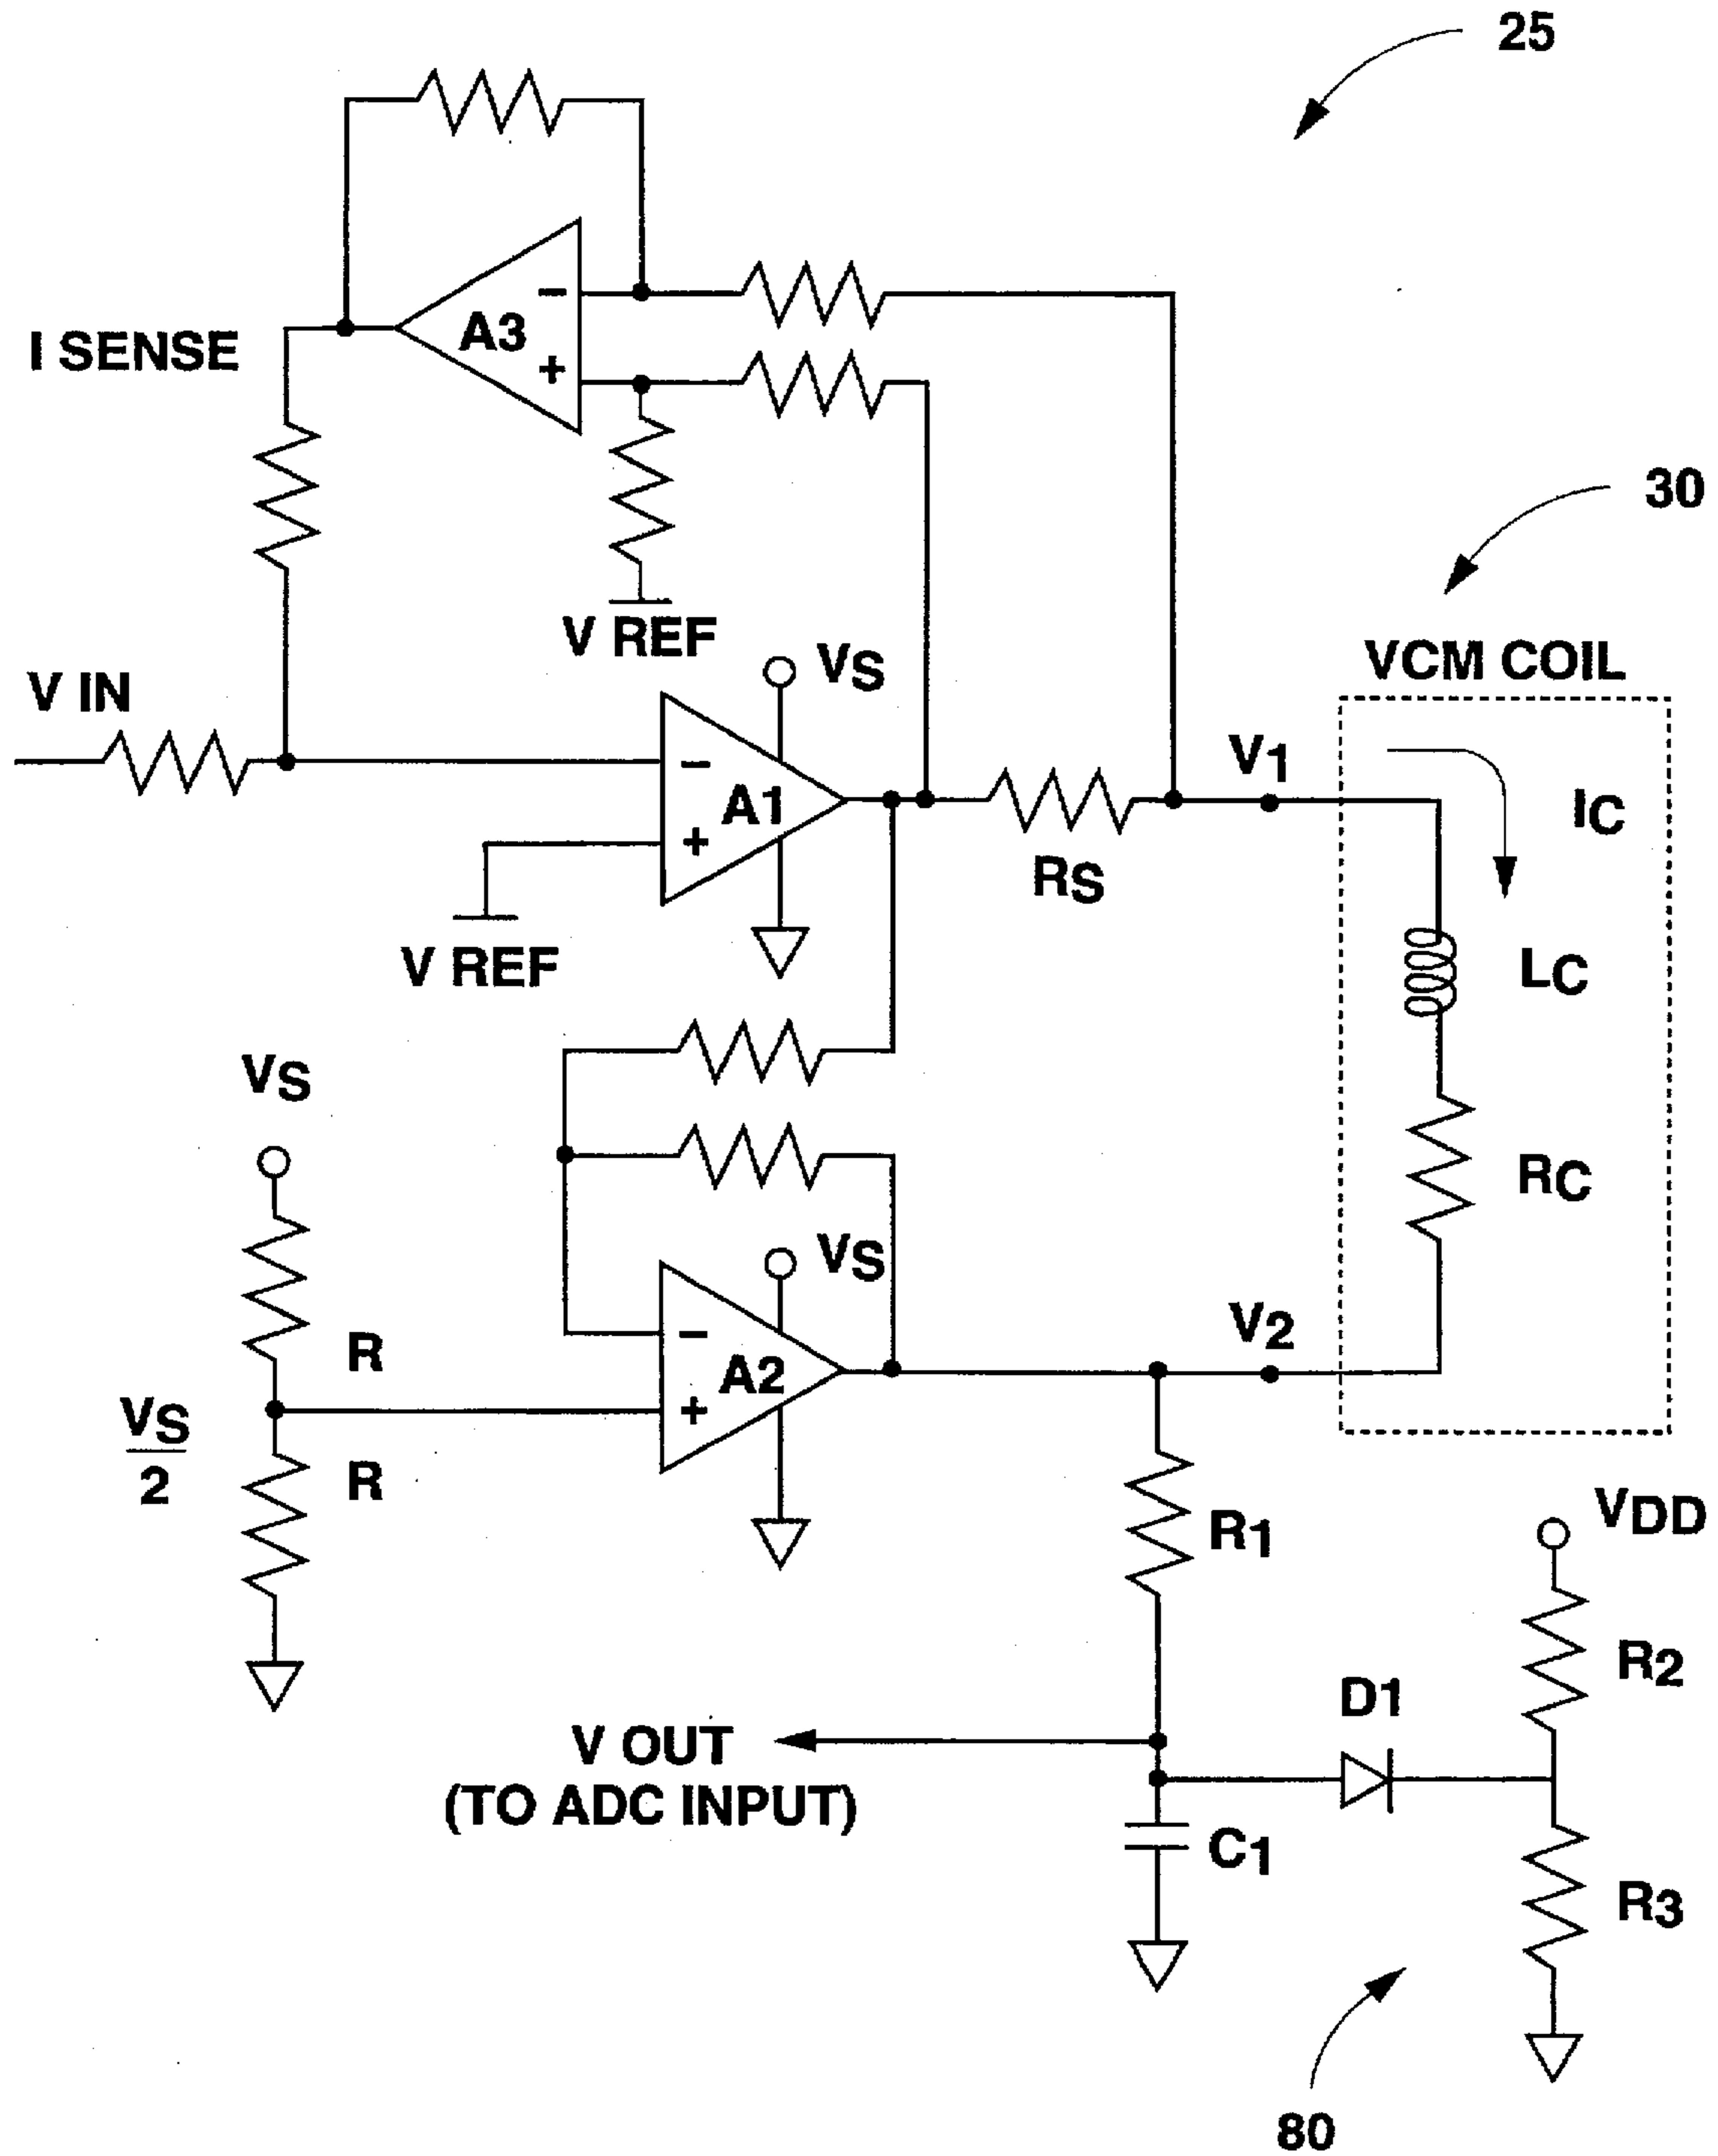 25
I SENSE
A3
−
+
V REF
30
VCM COIL
VS
V IN
−
A1
+
V1
IC
RS
V REF
LC
VS
RC
VS
V2
−
A2
+
R
VS
2
R
R1
VDD
R2
D1
V OUT
(TO ADC INPUT)
C1
R3
80